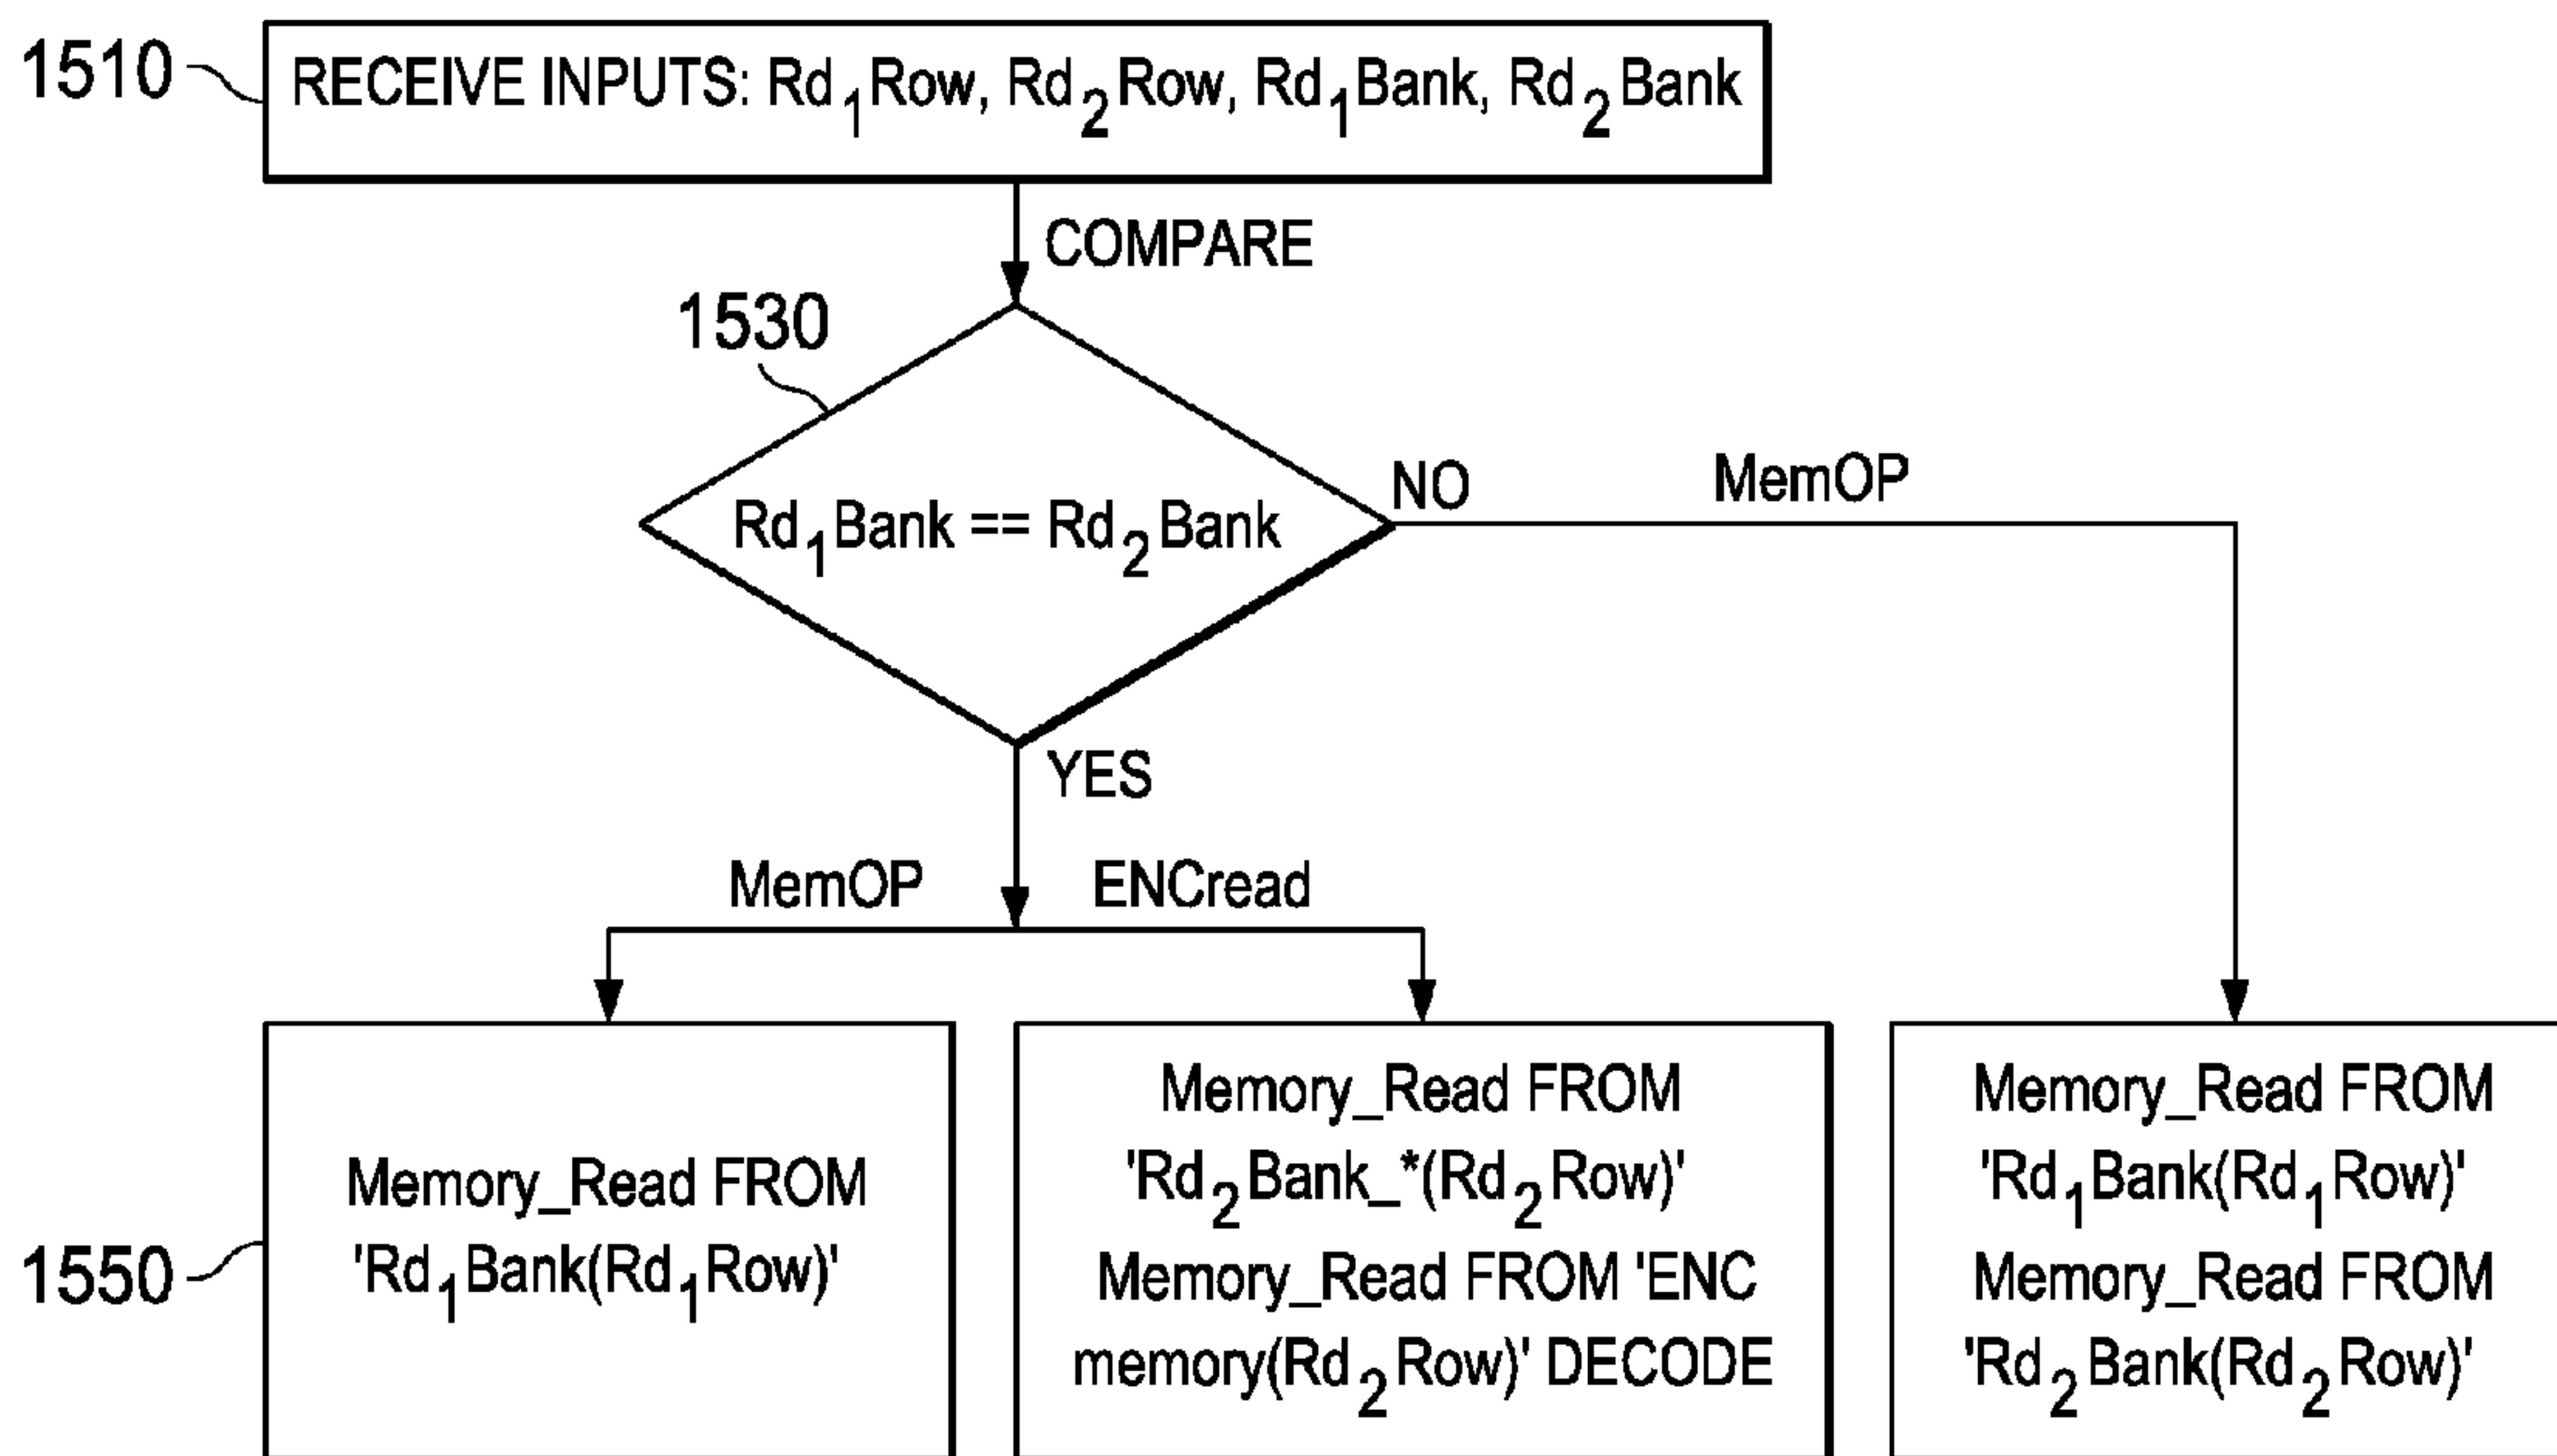 1510
RECEIVE INPUTS: Rd1Row, Rd2Row, Rd1Bank, Rd2Bank
COMPARE
1530
Rd1Bank == Rd2Bank
NO
MemOP
YES
MemOP
ENCread
1550
Memory_Read FROM
'Rd1Bank(Rd1Row)'
Memory_Read FROM
'Rd2Bank_*(Rd2Row)'
Memory_Read FROM 'ENC
memory(Rd2Row)' DECODE
Memory_Read FROM
'Rd1Bank(Rd1Row)'
Memory_Read FROM
'Rd2Bank(Rd2Row)'